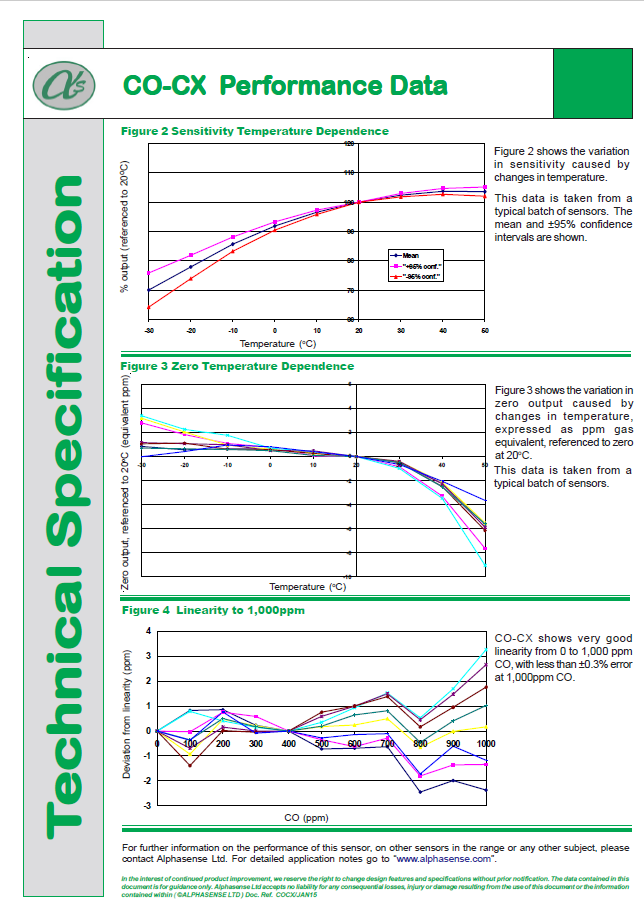 αs
CO-CX Performance Data
Technical Specification
Figure 2 Sensitivity Temperature Dependence
% output (referenced to 20ºC)
120
110
100
90
80
70
60
-30 -20 -10 0 10 20 30 40 50
Mean
"+95% conf."
"-95% conf."
Temperature (ºC)
Figure 2 shows the variation
in sensitivity caused by
changes in temperature.
This data is taken from a
typical batch of sensors. The
mean and ±95% confidence
intervals are shown.
Figure 3 Zero Temperature Dependence
Zero output, referenced to 20ºC (equivalent ppm)
6
4
2
-30 -20 -10 0 10 20 30 40 50
-2
-4
-6
-8
-10
Temperature (ºC)
Figure 3 shows the variation in
zero output caused by
changes in temperature,
expressed as ppm gas
equivalent, referenced to zero
at 20ºC.
This data is taken from a
typical batch of sensors.
Figure 4 Linearity to 1,000ppm
Deviation from linearity (ppm)
4
3
2
1
0
-1
-2
-3
0 100 200 300 400 500 600 700 800 900 1000
CO (ppm)
CO-CX shows very good
linearity from 0 to 1,000 ppm
CO, with less than ±0.3% error
at 1,000ppm CO.
For further information on the performance of this sensor, on other sensors in the range or any other subject, please
contact Alphasense Ltd. For detailed application notes go to "www.alphasense.com".
In the interest of continued product improvement, we reserve the right to change design features and specifications without prior notification. The data contained in this
document is for guidance only. Alphasense Ltd accepts no liability for any consequential losses, injury or damage resulting from the use of this document or the information
contained within (©ALPHASENSE LTD) Doc. Ref. COCX/JAN15